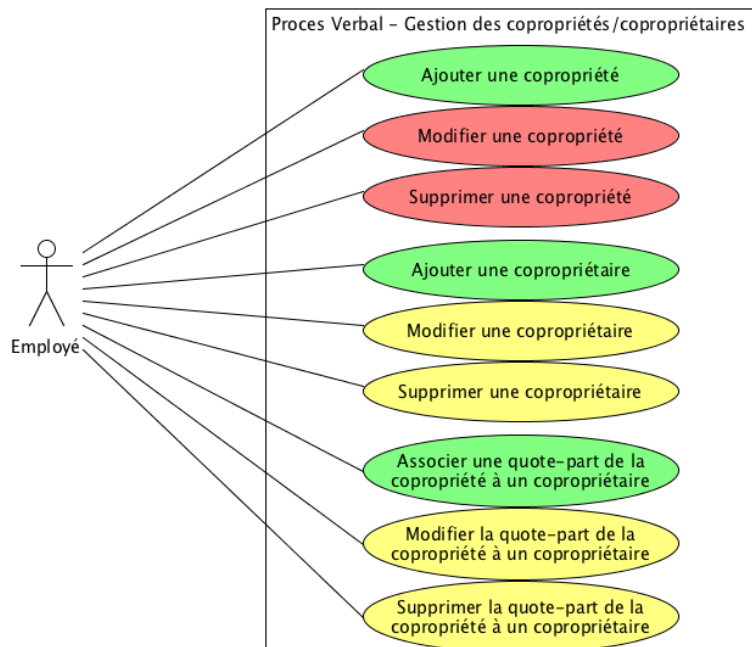 Proces Verbal - Gestion des copropriétés/copropriétaires
Ajouter une copropriété
Modifier une copropriété
Supprimer une copropriété
Ajouter une copropriétaire
Modifier une copropriétaire
Supprimer une copropriétaire
Employé
Associer une quote-part de la
copropriété à un copropriétaire
Modifier la quote-part de la
copropriété à un copropriétaire
Supprimer la quote-part de la
copropriété à un copropriétaire